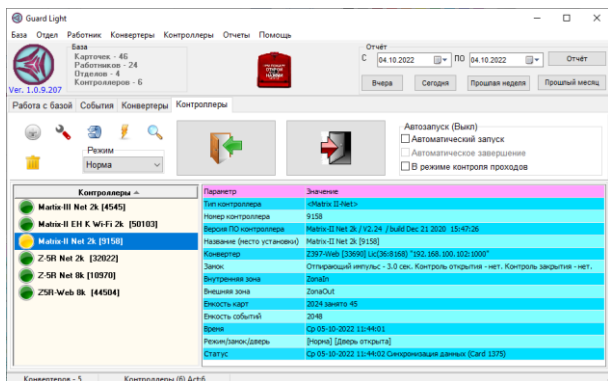 Guard Light
База Отдел Работник Конвертеры Контроллеры Отчеты Помощь
Ver. 1.0.9.207
База
Карточек - 46
Работников - 24
Отделов - 4
Контроллеров - 6
Отчёт
С 04.10.2022 ПО 04.10.2022 Отчёт
Вчера Сегодня Прошлая неделя Прошлый месяц
Работа с базой События Конвертеры Контроллеры
Режим
Норма
Автозапуск (Выкл)
Автоматический запуск
Автоматическое завершение
В режиме контроля проходов
Контроллеры
Matrix-III Net 2k [4545]
Matrix-II EH K Wi-Fi 2k [50103]
Matrix-II Net 2k [9158]
Z-5R Net 2k [32022]
Z-5R Net 8k [10970]
Z5R-Web 8k [44504]
Параметр Значение
Тип контроллера <Matrix II-Net>
Номер контроллера 9158
Версия ПО контроллера Matrix-II Net 2k / V2.24 / build Dec 21 2020 15:47:26
Название (место установки) Matrix-II Net 2k [9158]
Конвертер Z397-Web [33690] Lic(36:8168) "192.168.100.102:1000"
Замок Отпирающий импульс - 3.0 сек. Контроль открытия - нет. Контроль закрытия - нет.
Внутренняя зона ZonaIn
Внешняя зона ZonaOut
Емкость карт 2024 занято 45
Емкость событий 2048
Время Ср 05-10-2022 11:44:01
Режим/замок/дверь [Норма] [Дверь открыта]
Статус Ср 05-10-2022 11:44:02 Синхронизация данных (Card 1375)
Конвертеров - 5 Контроллеры (6) Act:6